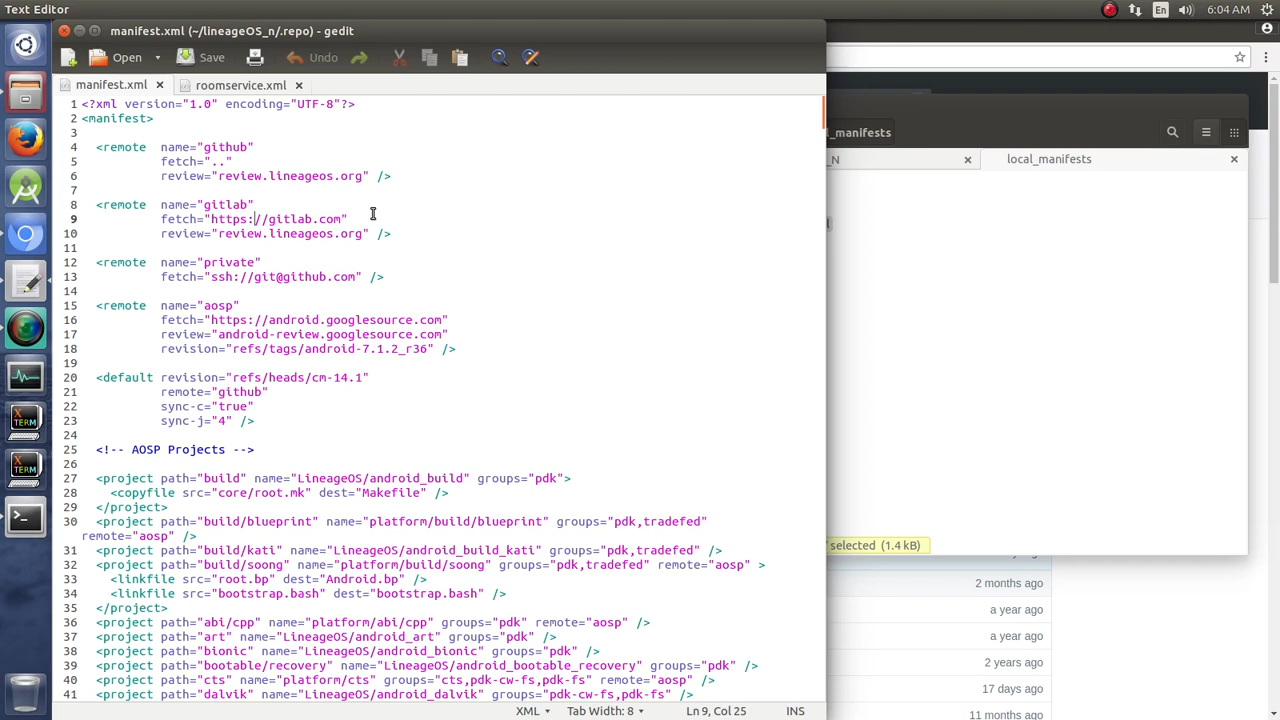 Text Editor
En
6:04 AM
manifest.xml (~/lineageOS_n/.repo) - gedit
Open
Save
Undo
manifest.xml
roomservice.xml
1 <?xml version="1.0" encoding="UTF-8"?>
2 <manifest>
3
4 <remote name="github"
5 fetch=".."
6 review="review.lineageos.org" />
7
8 <remote name="gitlab"
9 fetch="https://gitlab.com"
10 review="review.lineageos.org" />
11
12 <remote name="private"
13 fetch="ssh://git@github.com" />
14
15 <remote name="aosp"
16 fetch="https://android.googlesource.com"
17 review="android-review.googlesource.com"
18 revision="refs/tags/android-7.1.2_r36" />
19
20 <default revision="refs/heads/cm-14.1"
21 remote="github"
22 sync-c="true"
23 sync-j="4" />
24
25 <!-- AOSP Projects -->
26
27 <project path="build" name="LineageOS/android_build" groups="pdk">
28 <copyfile src="core/root.mk" dest="Makefile" />
29 </project>
30 <project path="build/blueprint" name="platform/build/blueprint" groups="pdk,tradefed"
remote="aosp" />
31 <project path="build/kati" name="LineageOS/android_build_kati" groups="pdk,tradefed" />
32 <project path="build/soong" name="platform/build/soong" groups="pdk,tradefed" remote="aosp" >
33 <linkfile src="root.bp" dest="Android.bp" />
34 <linkfile src="bootstrap.bash" dest="bootstrap.bash" />
35 </project>
36 <project path="abi/cpp" name="platform/abi/cpp" groups="pdk" remote="aosp" />
37 <project path="art" name="LineageOS/android_art" groups="pdk" />
38 <project path="bionic" name="LineageOS/android_bionic" groups="pdk" />
39 <project path="bootable/recovery" name="LineageOS/android_bootable_recovery" groups="pdk" />
40 <project path="cts" name="platform/cts" groups="cts,pdk-cw-fs,pdk-fs" remote="aosp" />
41 <project path="dalvik" name="LineageOS/android_dalvik" groups="pdk-cw-fs,pdk-fs" />
XML
Tab Width: 8
Ln 9, Col 25
INS
l_manifests
_N
local_manifests
selected (1.4 kB)
2 months ago
a year ago
a year ago
2 years ago
17 days ago
11 months ago
X
TERM
X
TERM